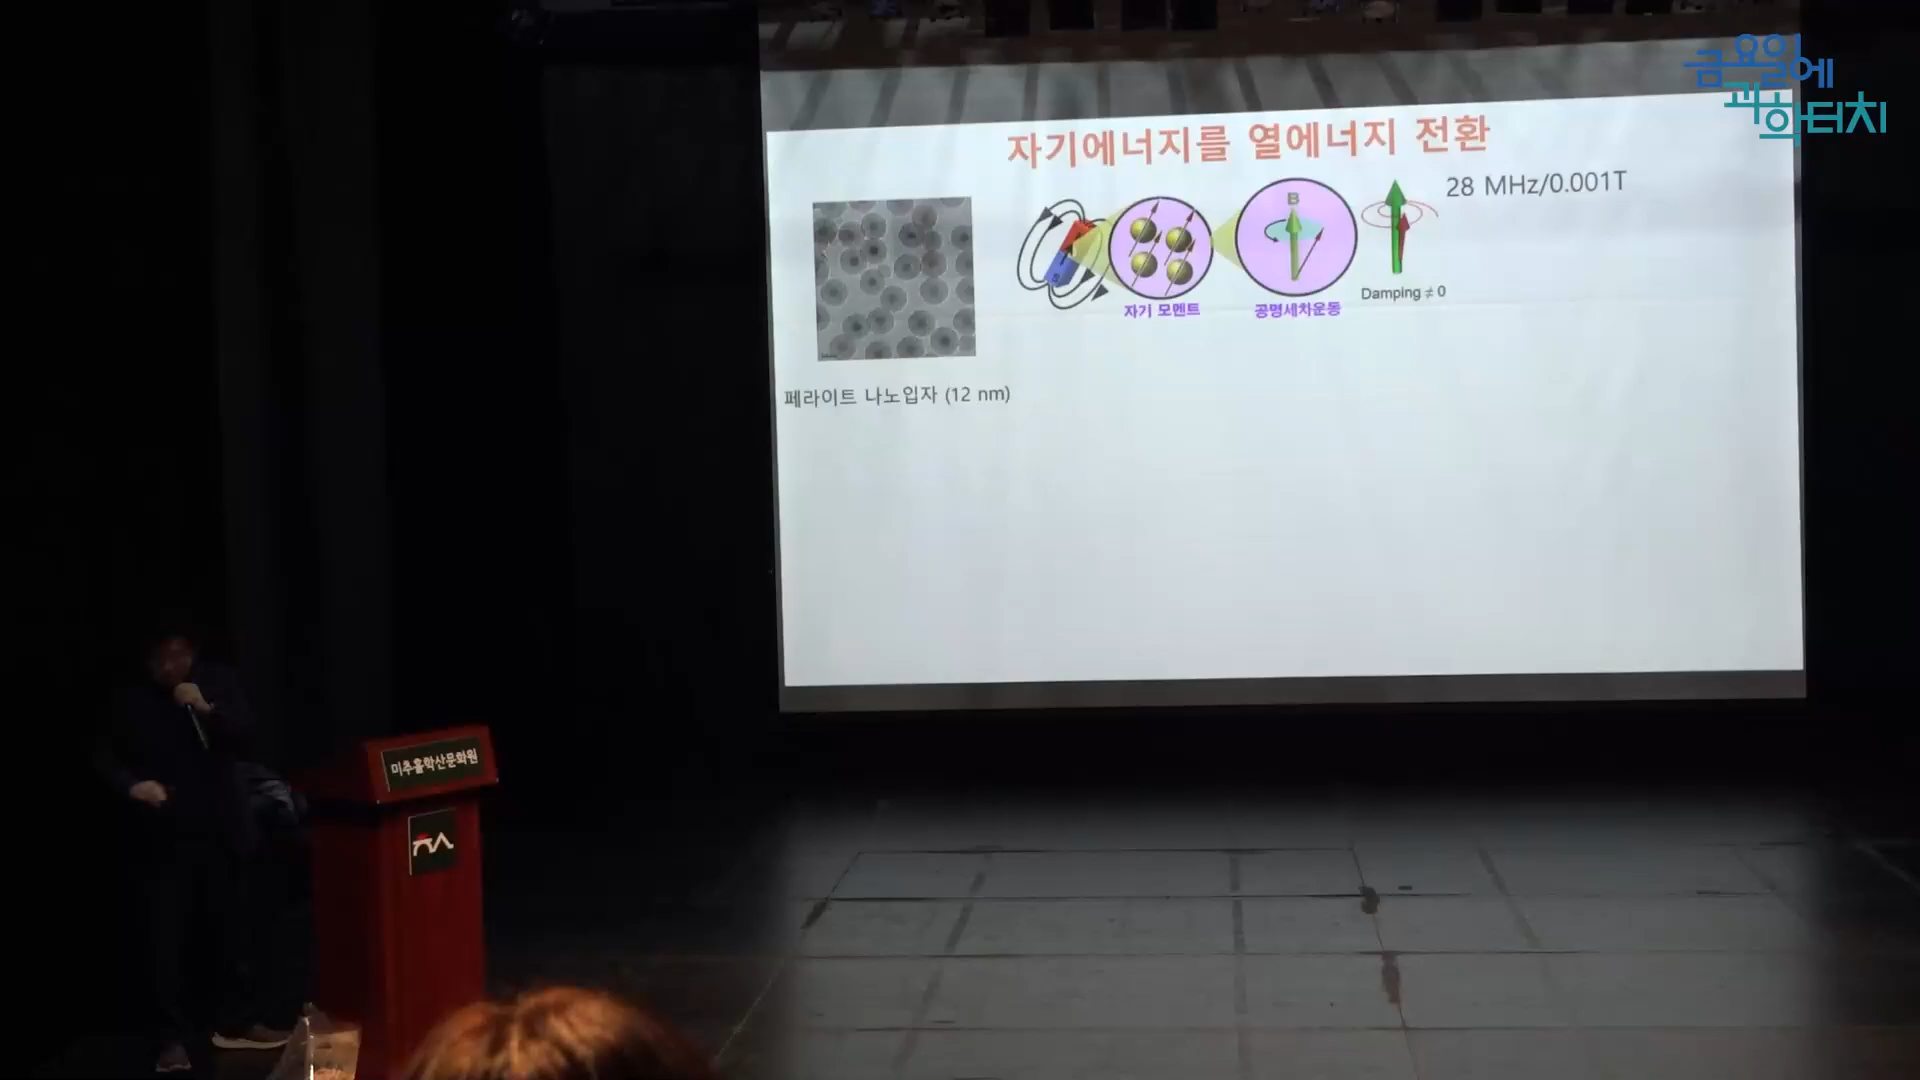 금요일에
과학터치
자기에너지를 열에너지 전환
28 MHz/0.001T
B
S
Damping ≠ 0
자기 모멘트
공명세차운동
페라이트 나노입자 (12 nm)
미추홀학산문화원